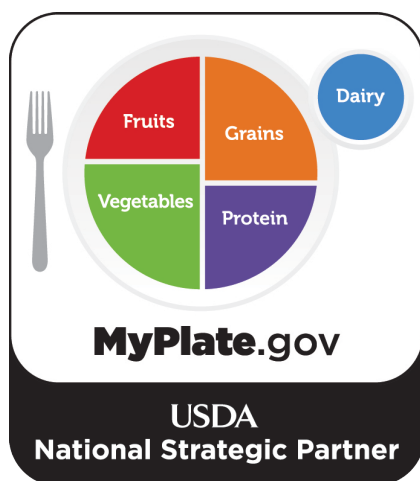 Dairy
Fruits
Grains
Vegetables
Protein
MyPlate.gov
USDA
National Strategic Partner